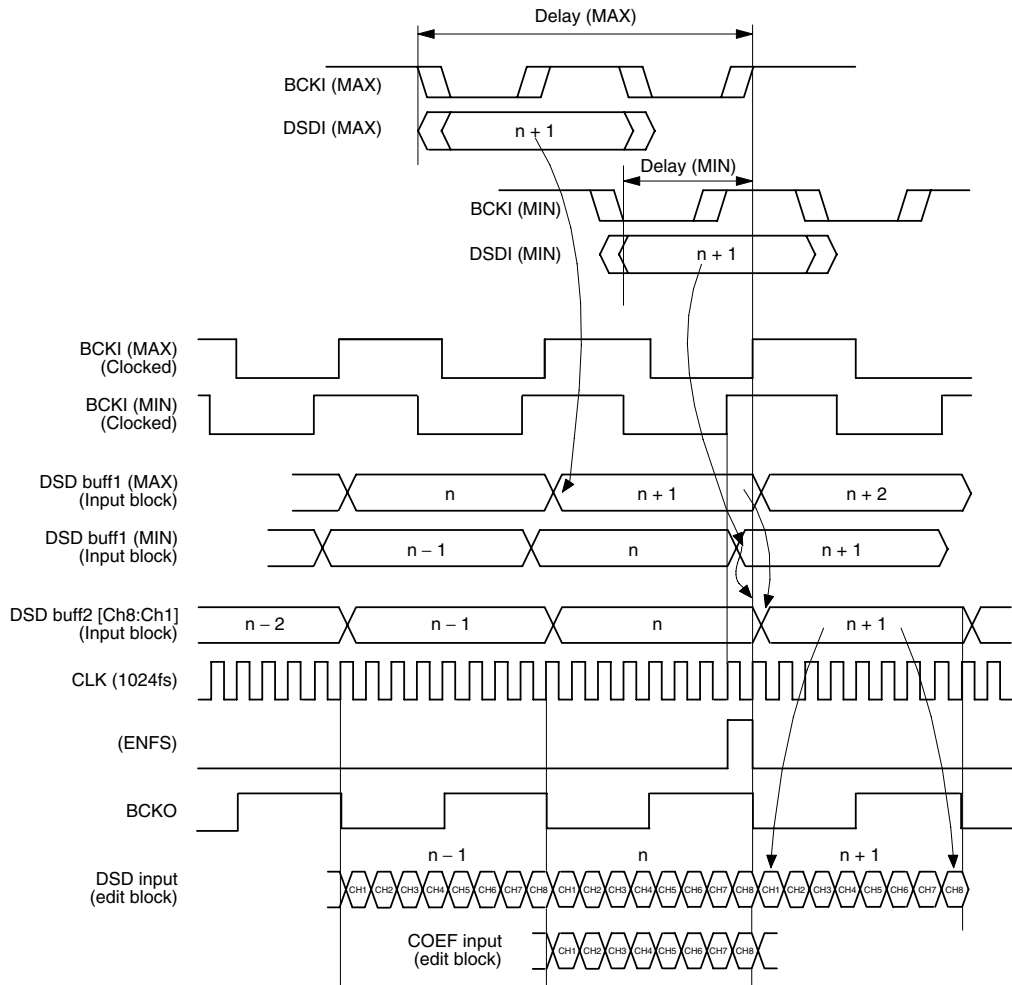 Delay (MAX)
BCKI (MAX)
DSDI (MAX)
n + 1
Delay (MIN)
BCKI (MIN)
DSDI (MIN)
n + 1
BCKI (MAX)
(Clocked)
BCKI (MIN)
(Clocked)
DSD buff1 (MAX)
(Input block)
n
n + 1
n + 2
DSD buff1 (MIN)
(Input block)
n − 1
n
n + 1
DSD buff2 [Ch8:Ch1]
(Input block)
n − 2
n − 1
n
n + 1
CLK (1024fs)
(ENFS)
BCKO
n − 1
n
n + 1
DSD input
(edit block)
CH1 CH2 CH3 CH4 CH5 CH6 CH7 CH8 CH1 CH2 CH3 CH4 CH5 CH6 CH7 CH8 CH1 CH2 CH3 CH4 CH5 CH6 CH7 CH8
COEF input
(edit block)
CH1 CH2 CH3 CH4 CH5 CH6 CH7 CH8